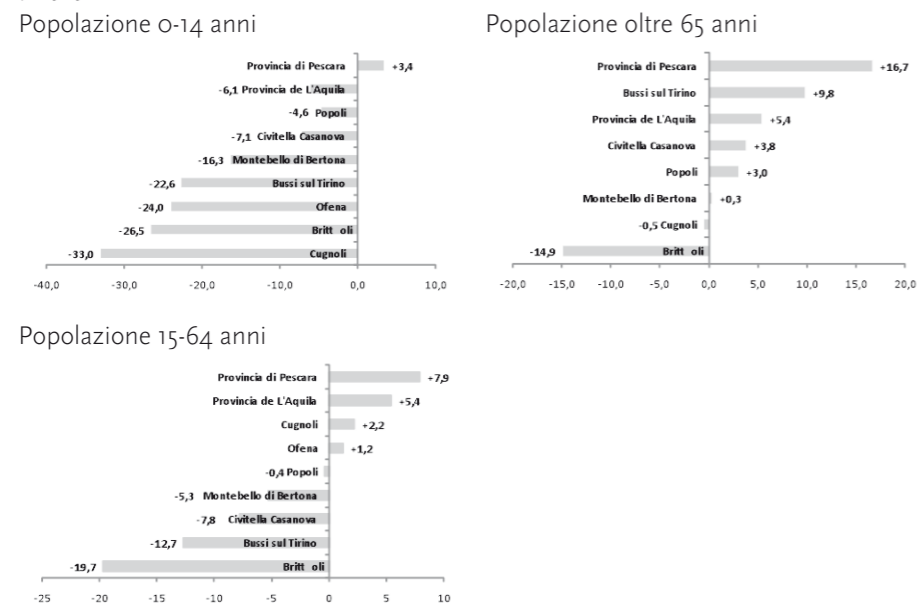 Popolazione 0-14 anni
Provincia di Pescara +3,4
-6,1 Provincia de L'Aquila
-4,6 Popoli
-7,1 Civitella Casanova
-16,3 Montebello di Bertona
-22,6 Bussi sul Tirino
-24,0 Ofena
-26,5 Britt oli
-33,0 Cugnoli
-40,0 -30,0 -20,0 -10,0 0,0 10,0
Popolazione oltre 65 anni
Provincia di Pescara +16,7
Bussi sul Tirino +9,8
Provincia de L'Aquila +5,4
Civitella Casanova +3,8
Popoli +3,0
Montebello di Bertona +0,3
-0,5 Cugnoli
-14,9 Britt oli
-20,0 -15,0 -10,0 -5,0 0,0 5,0 10,0 15,0 20,0
Popolazione 15-64 anni
Provincia di Pescara +7,9
Provincia de L'Aquila +5,4
Cugnoli +2,2
Ofena +1,2
-0,4 Popoli
-5,3 Montebello di Bertona
-7,8 Civitella Casanova
-12,7 Bussi sul Tirino
-19,7 Britt oli
-25 -20 -15 -10 -5 0 5 10